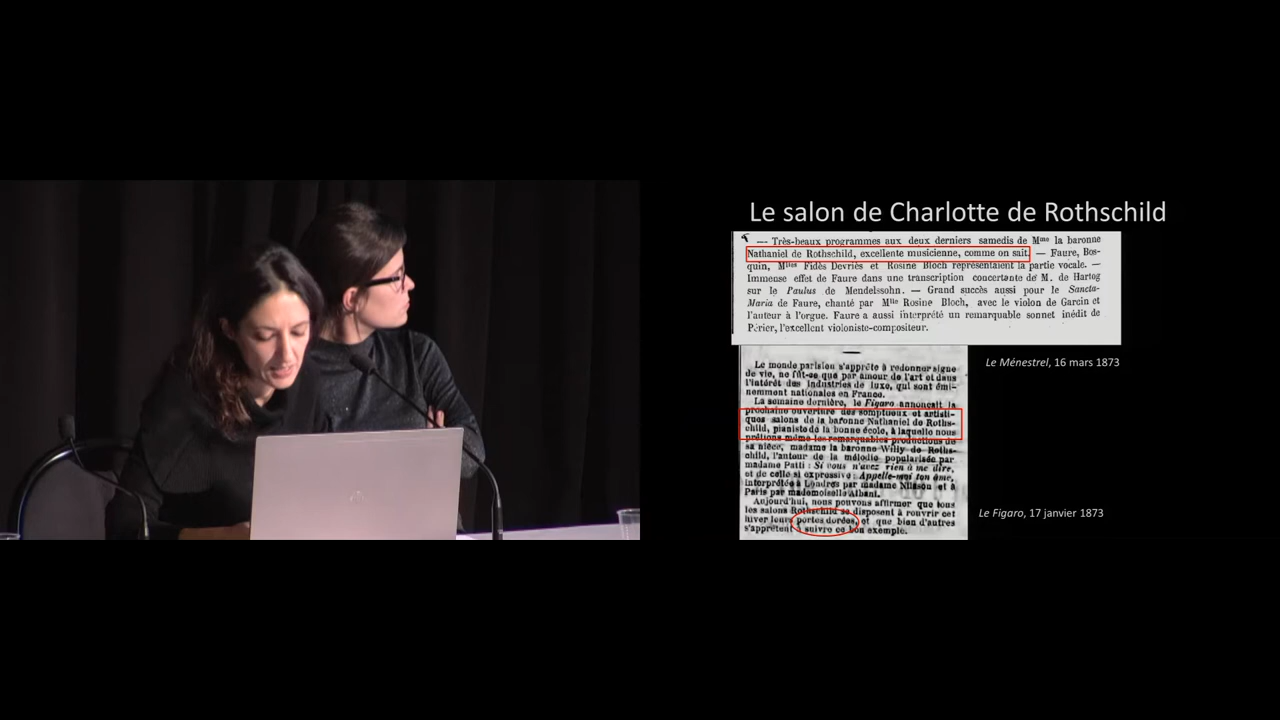 Le salon de Charlotte de Rothschild
— Très-beaux programmes aux deux derniers samedis de Mme la baronne
Nathaniel de Rothschild, excellente musicienne, comme on sait. — Faure, Bos-
quin, Mlles Fidès Devriès et Rosine Bloch représentaient la partie vocale. —
Immense effet de Faure dans une transcription concertante de M. de Hartog
sur le Paulus de Mendelssohn. — Grand succès aussi pour le Sancta-
Maria de Faure, chanté par Mlle Rosine Bloch, avec le violon de Garcin et
l'auteur à l'orgue. Faure a aussi interprété un remarquable sonnet inédit de
Périer, l'excellent violoniste-compositeur.
Le Ménestrel, 16 mars 1873
Le monde parisien s'apprête à redonner signe
de vie, ne fût-ce que par amour de l'art et dans
l'intérêt des industries de luxe, qui sont émi-
nemment nationales en France.
La semaine dernière, le Figaro annonçait la
prochaine ouverture des somptueux et artisti-
ques salons de la baronne Nathaniel de Roths-
child, pianiste de la bonne école, à laquelle nous
prêtions même les remarquables productions de
sa nièce, madame la baronne Willy de Roths-
child, l'auteur de la mélodie popularisée par
madame Patti : Si vous n'avez rien à me dire,
et de celle si expressive : Appelle-moi ton âme,
interprétée à Londres par madame Nilsson et à
Paris par mademoiselle Albani.
Aujourd'hui, nous pouvons affirmer que tous
les salons Rothschild se disposent à rouvrir cet
hiver leurs portes dorées, et que bien d'autres
s'apprêtent à suivre ce bon exemple.
Le Figaro, 17 janvier 1873